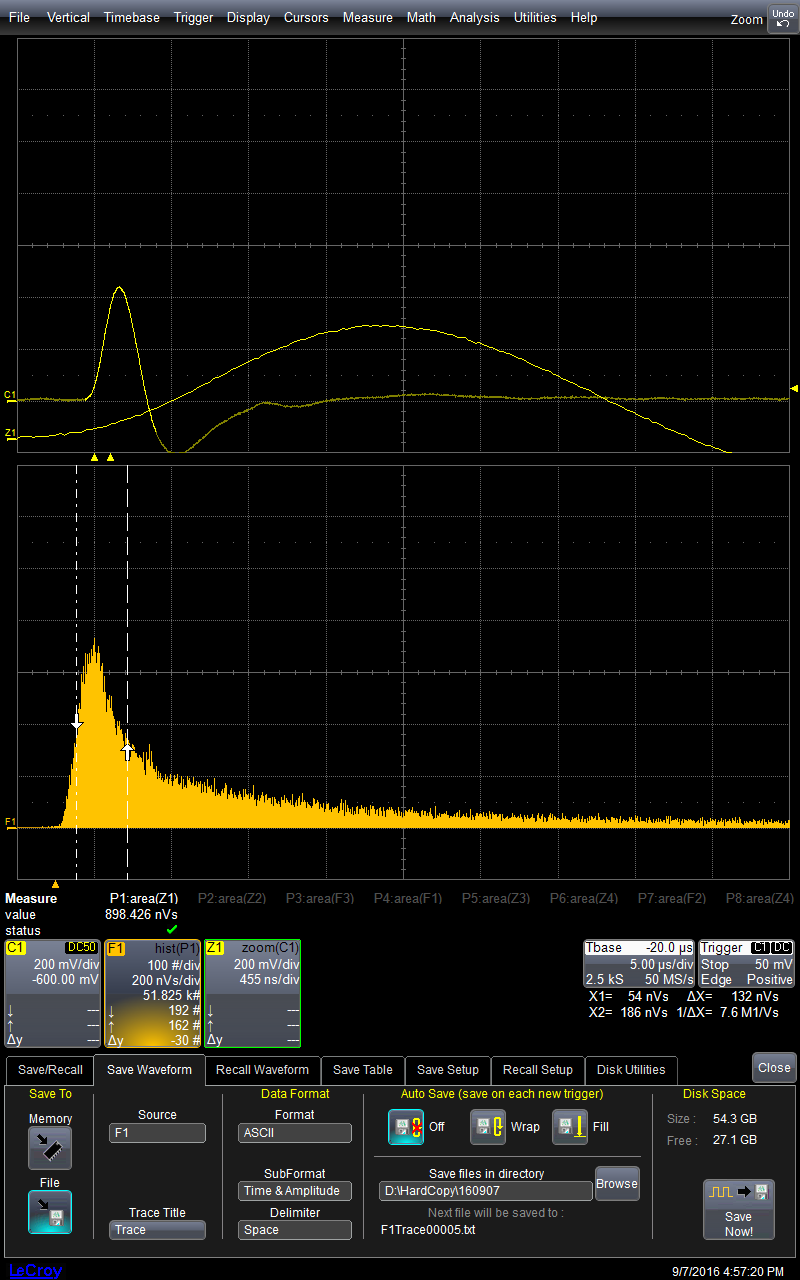 File Vertical Timebase Trigger Display Cursors Measure Math Analysis Utilities Help
Zoom Undo
C1
Z1
F1
Measure P1:area(Z1) P2:area(Z2) P3:area(F3) P4:area(F1) P5:area(Z3) P6:area(Z4) P7:area(F2) P8:area(Z4)
value 898.426 nVs
status
C1 DC50
200 mV/div
-600.00 mV
↓ ---
↑ ---
Δy ---
F1 hist(P1)
100 #/div
200 nVs/div
51.825 k#
↓ 192 #
↑ 162 #
Δy -30 #
Z1 zoom(C1)
200 mV/div
455 ns/div
---
---
---
Tbase -20.0 µs
5.00 µs/div
2.5 kS 50 MS/s
Trigger C1 DC
Stop 50 mV
Edge Positive
X1= 54 nVs ΔX= 132 nVs
X2= 186 nVs 1/ΔX= 7.6 M1/Vs
Save/Recall Save Waveform Recall Waveform Save Table Save Setup Recall Setup Disk Utilities Close
Save To
Memory
File
Source
F1
Trace Title
Trace
Data Format
Format
ASCII
SubFormat
Time & Amplitude
Delimiter
Space
Auto Save (save on each new trigger)
Off Wrap Fill
Save files in directory
D:\HardCopy\160907 Browse
Next file will be saved to :
F1Trace00005.txt
Disk Space
Size : 54.3 GB
Free : 27.1 GB
Save
Now!
LeCroy 9/7/2016 4:57:20 PM